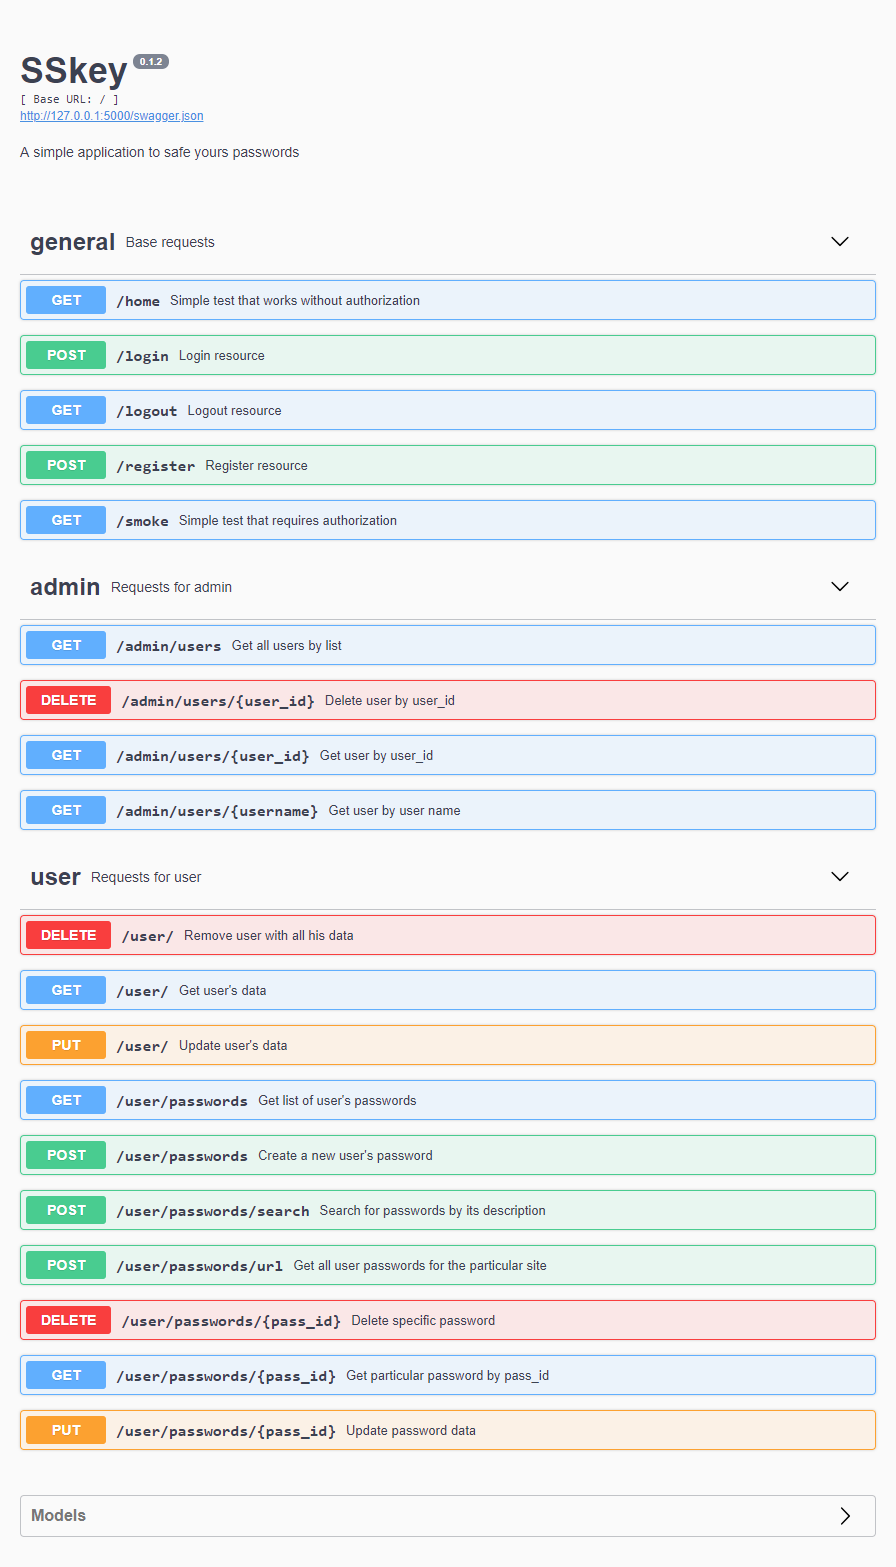 SSkey 0.1.2
[ Base URL: / ]
http://127.0.0.1:5000/swagger.json
A simple application to safe yours passwords
general Base requests
GET /home Simple test that works without authorization
POST /login Login resource
GET /logout Logout resource
POST /register Register resource
GET /smoke Simple test that requires authorization
admin Requests for admin
GET /admin/users Get all users by list
DELETE /admin/users/{user_id} Delete user by user_id
GET /admin/users/{user_id} Get user by user_id
GET /admin/users/{username} Get user by user name
user Requests for user
DELETE /user/ Remove user with all his data
GET /user/ Get user's data
PUT /user/ Update user's data
GET /user/passwords Get list of user's passwords
POST /user/passwords Create a new user's password
POST /user/passwords/search Search for passwords by its description
POST /user/passwords/url Get all user passwords for the particular site
DELETE /user/passwords/{pass_id} Delete specific password
GET /user/passwords/{pass_id} Get particular password by pass_id
PUT /user/passwords/{pass_id} Update password data
Models